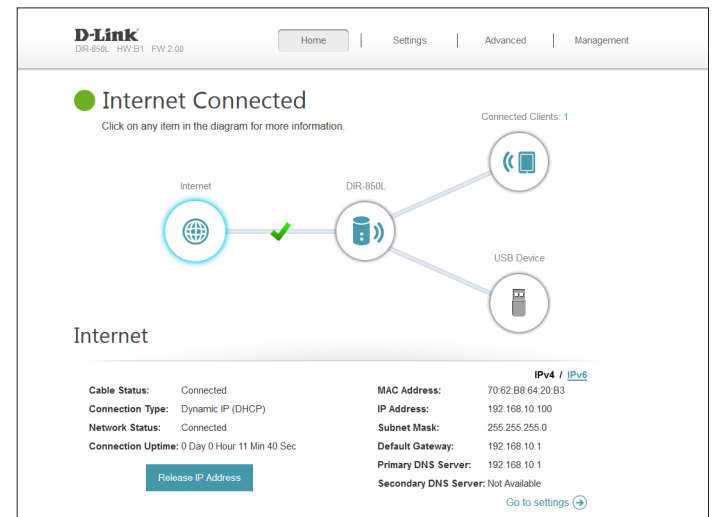 D-Link
DIR-850L HW:B1 FW:2.00
Home
Settings
Advanced
Management
Internet Connected
Click on any item in the diagram for more information.
Connected Clients: 1
Internet
DIR-850L
USB Device
Internet
IPv4 / IPv6
Cable Status: Connected
Connection Type: Dynamic IP (DHCP)
Network Status: Connected
Connection Uptime: 0 Day 0 Hour 11 Min 40 Sec
Release IP Address
MAC Address: 70:62:B8:64:20:B3
IP Address: 192.168.10.100
Subnet Mask: 255.255.255.0
Default Gateway: 192.168.10.1
Primary DNS Server: 192.168.10.1
Secondary DNS Server: Not Available
Go to settings